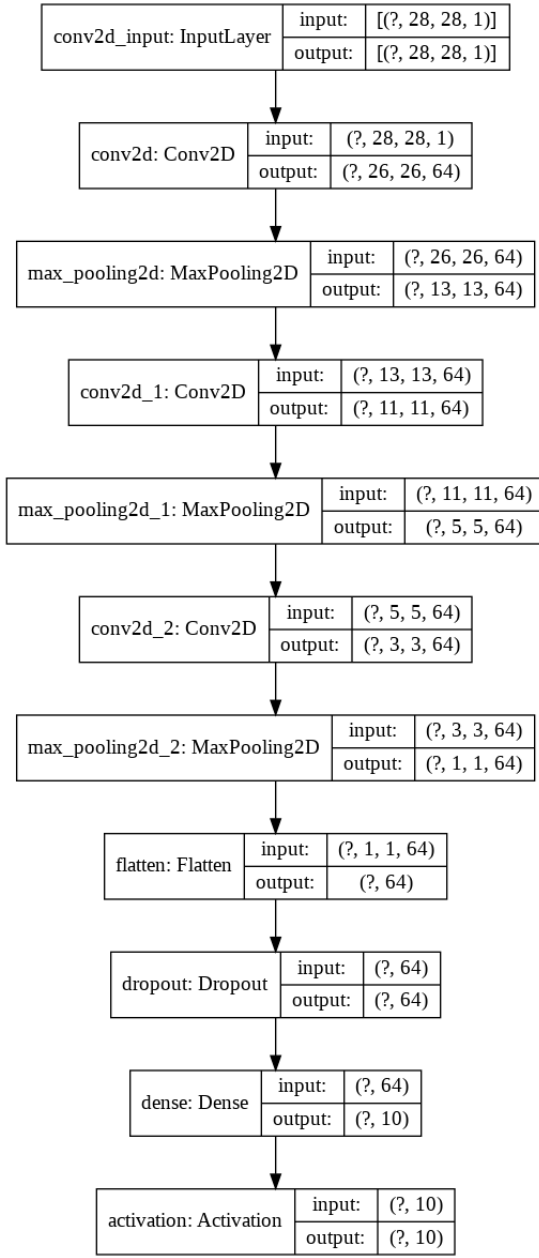 conv2d_input: InputLayer
input: [(?, 28, 28, 1)]
output: [(?, 28, 28, 1)]
conv2d: Conv2D
input: (?, 28, 28, 1)
output: (?, 26, 26, 64)
max_pooling2d: MaxPooling2D
input: (?, 26, 26, 64)
output: (?, 13, 13, 64)
conv2d_1: Conv2D
input: (?, 13, 13, 64)
output: (?, 11, 11, 64)
max_pooling2d_1: MaxPooling2D
input: (?, 11, 11, 64)
output: (?, 5, 5, 64)
conv2d_2: Conv2D
input: (?, 5, 5, 64)
output: (?, 3, 3, 64)
max_pooling2d_2: MaxPooling2D
input: (?, 3, 3, 64)
output: (?, 1, 1, 64)
flatten: Flatten
input: (?, 1, 1, 64)
output: (?, 64)
dropout: Dropout
input: (?, 64)
output: (?, 64)
dense: Dense
input: (?, 64)
output: (?, 10)
activation: Activation
input: (?, 10)
output: (?, 10)